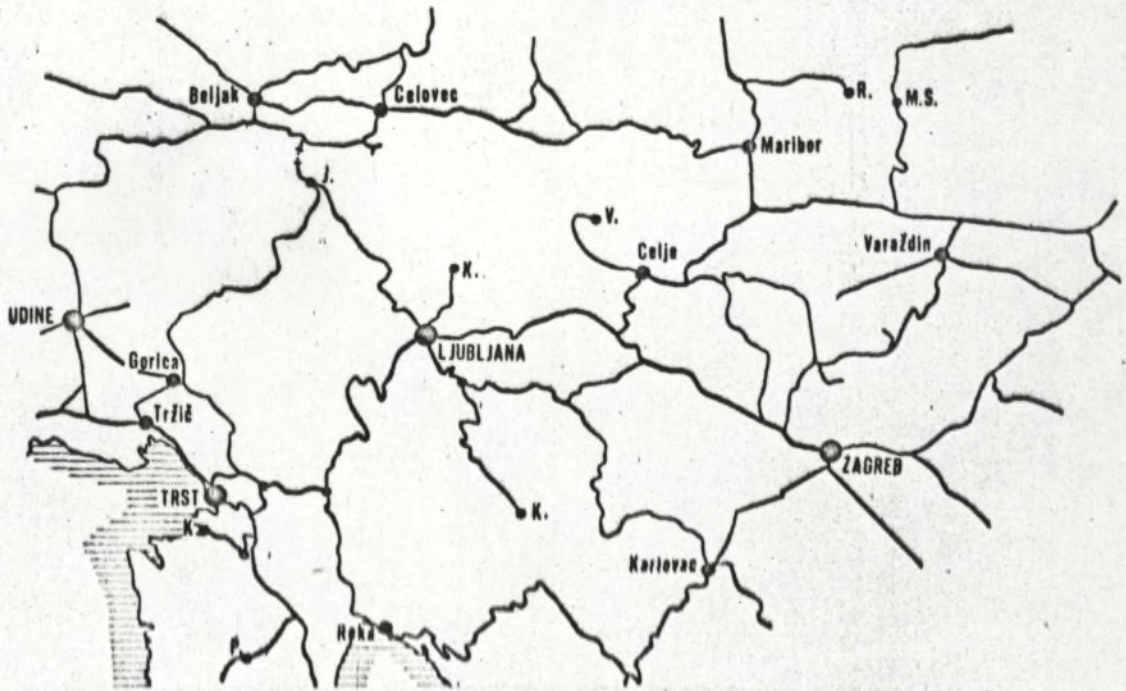 Beljak
Celovec
R.
M.S.
Maribor
J.
V.
Celje
Varaždin
K.
UDINE
LJUBLJANA
Gorica
Tržič
ZAGREB
TRST
K.
K.
Karlovac
Reka
P.